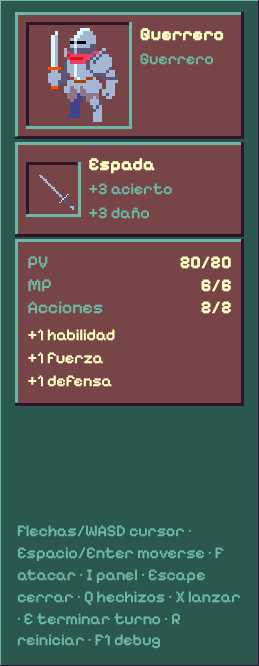 Guerrero
Guerrero
Espada
+3 acierto
+3 daño
PV 80/80
MP 6/6
Acciones 8/8
+1 habilidad
+1 fuerza
+1 defensa
Flechas/WASD cursor ·
Espacio/Enter moverse · F
atacar · I panel · Escape
cerrar · Q hechizos · X lanzar
· E terminar turno · R
reiniciar · F1 debug